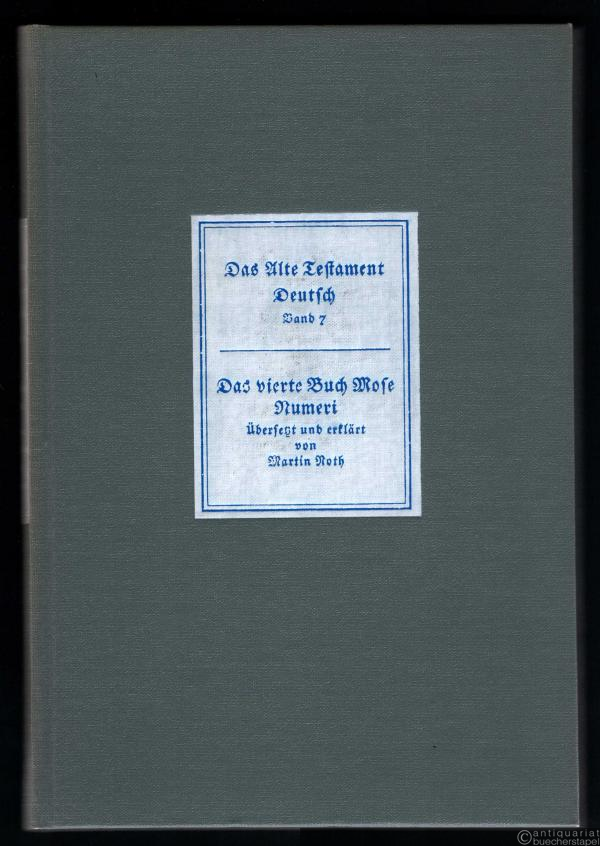 Das Alte Testament
Deutsch
Band 7
Das vierte Buch Mose
Numeri
Übersetzt und erklärt
von
Martin Noth
© antiquariat
buecherstapel